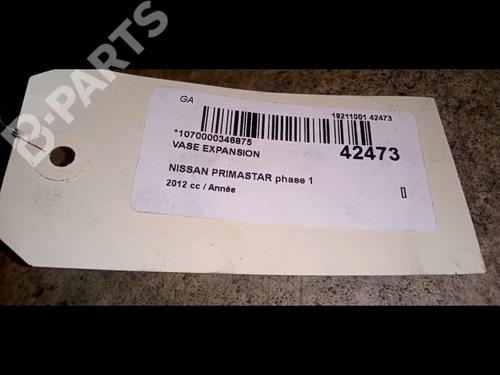 B-PARTS
GA
19211001 42473
*1070000346875
VASE EXPANSION
42473
NISSAN PRIMASTAR phase 1
2012 cc / Année